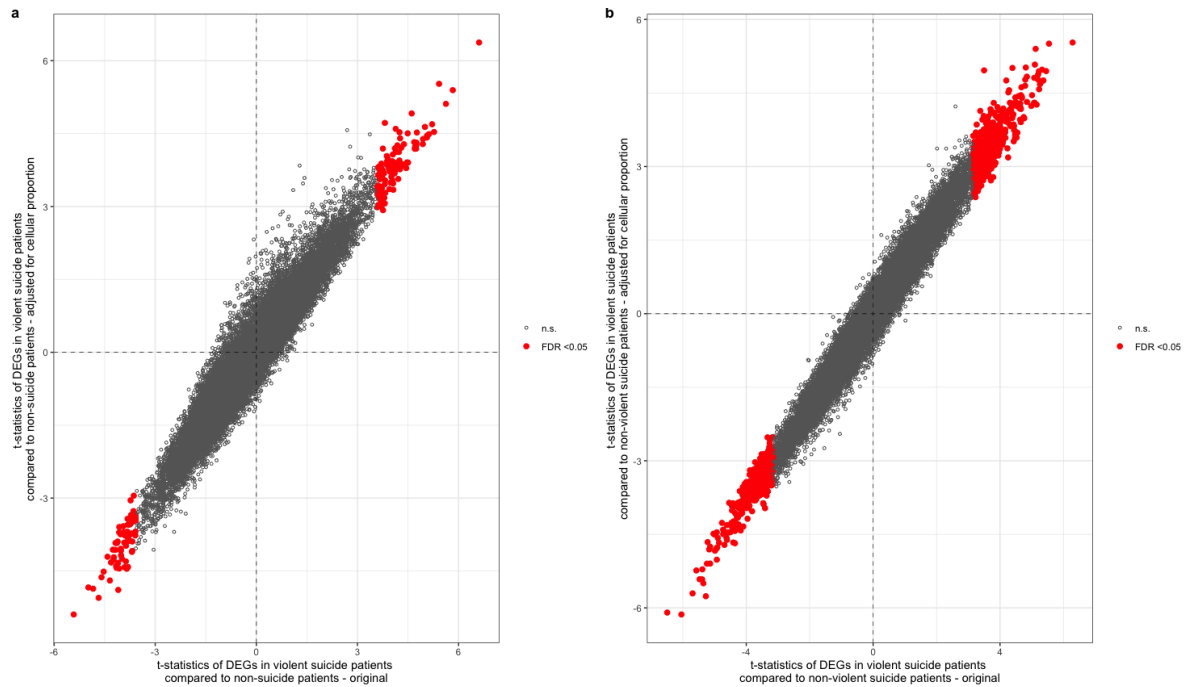 a
t-statistics of DEGs in violent suicide patients
compared to non-suicide patients - adjusted for cellular proportion
6
3
0
-3
-6
-3
0
3
6
t-statistics of DEGs in violent suicide patients
compared to non-suicide patients - original
n.s.
FDR <0.05
b
t-statistics of DEGs in violent suicide patients
compared to non-violent suicide patients - adjusted for cellular proportion
6
3
0
-3
-6
-4
0
4
t-statistics of DEGs in violent suicide patients
compared to non-violent suicide patients - original
n.s.
FDR <0.05